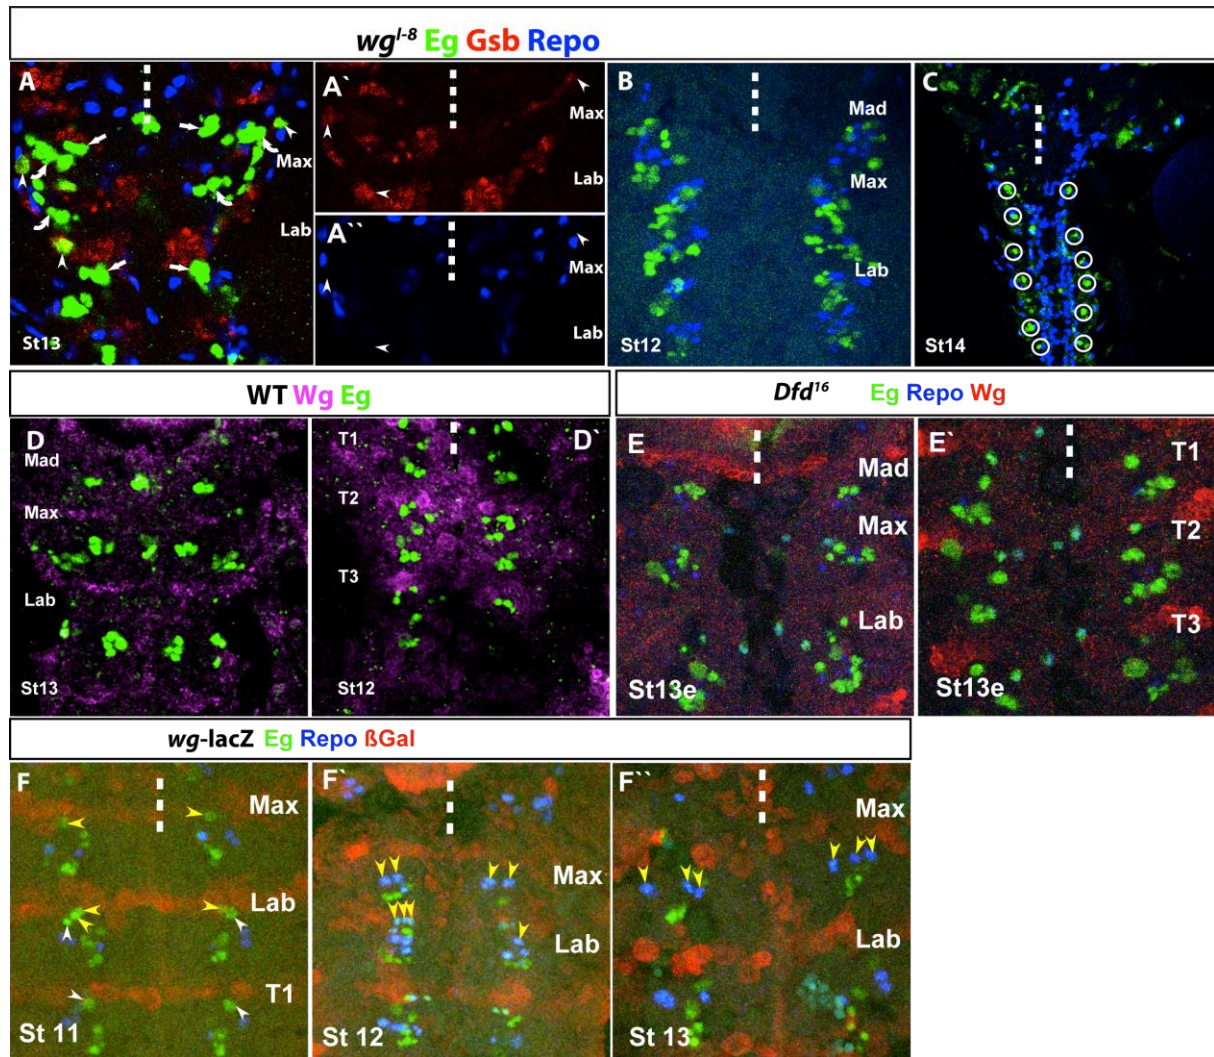 wg^l-8 Eg Gsb Repo
A
Max
Lab
St13
A`
Max
Lab
A``
Max
Lab
B
Mad
Max
Lab
St12
C
St14
WT Wg Eg
Dfd^16 Eg Repo Wg
D
Mad
Max
Lab
St13
D`
T1
T2
T3
St12
E
Mad
Max
Lab
St13e
E`
T1
T2
T3
St13e
wg-lacZ Eg Repo ßGal
F
Max
Lab
T1
St 11
F`
Max
Lab
St 12
F``
Max
Lab
St 13